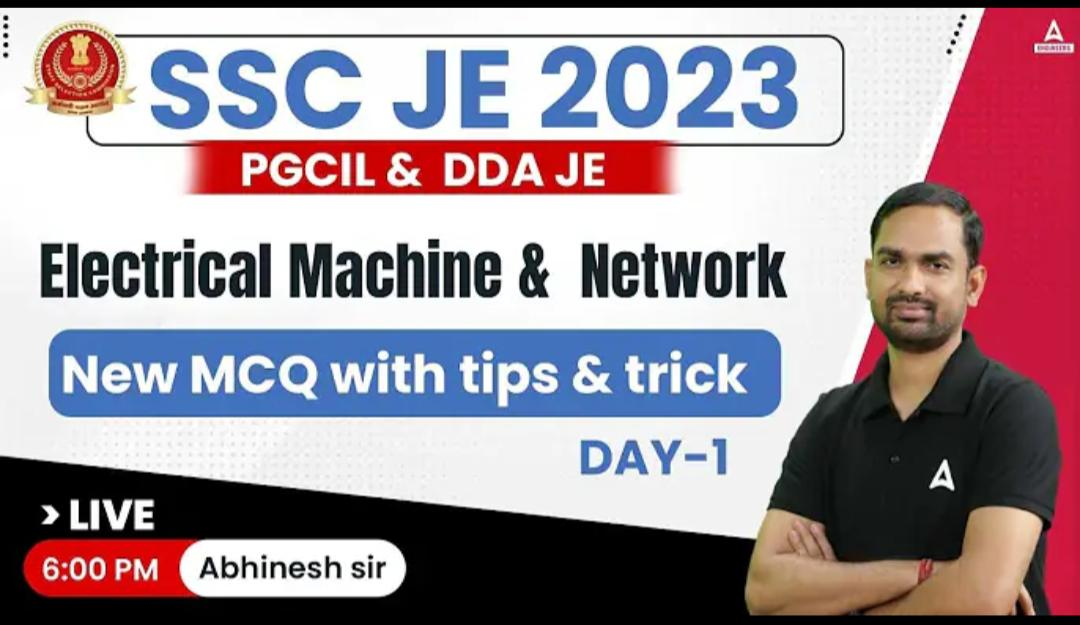 SSC JE 2023
PGCIL & DDA JE
Electrical Machine & Network
New MCQ with tips & trick
DAY-1
› LIVE
6:00 PM Abhinesh sir
A
ENGINEERS
A